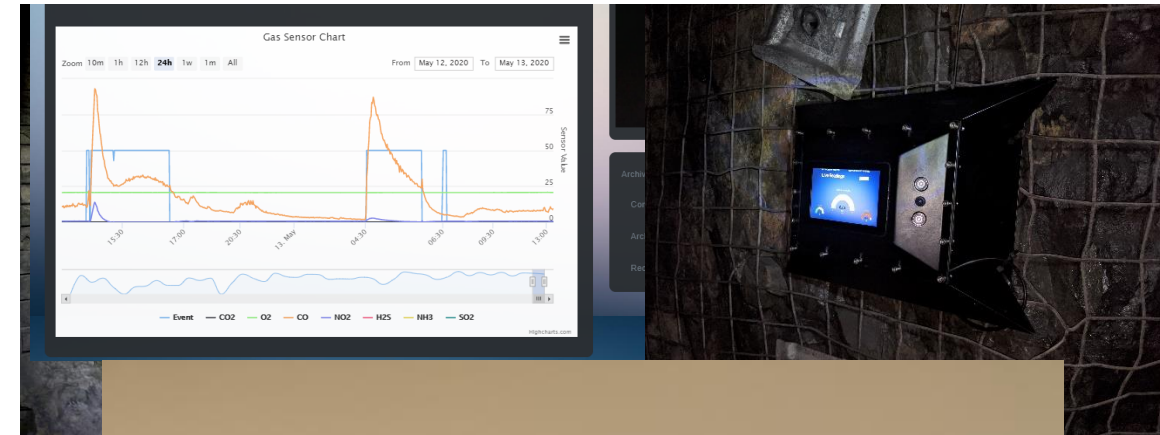 Gas Sensor Chart
Zoom 10m 1h 12h 24h 1w 1m All From May 12, 2020 To May 13, 2020
75
50
25
0
Sensor Value
15:30 17:00 20:30 13. May 04:30 06:30 09:30 13:00
Event CO2 O2 CO NO2 H2S NH3 SO2
Highcharts.com